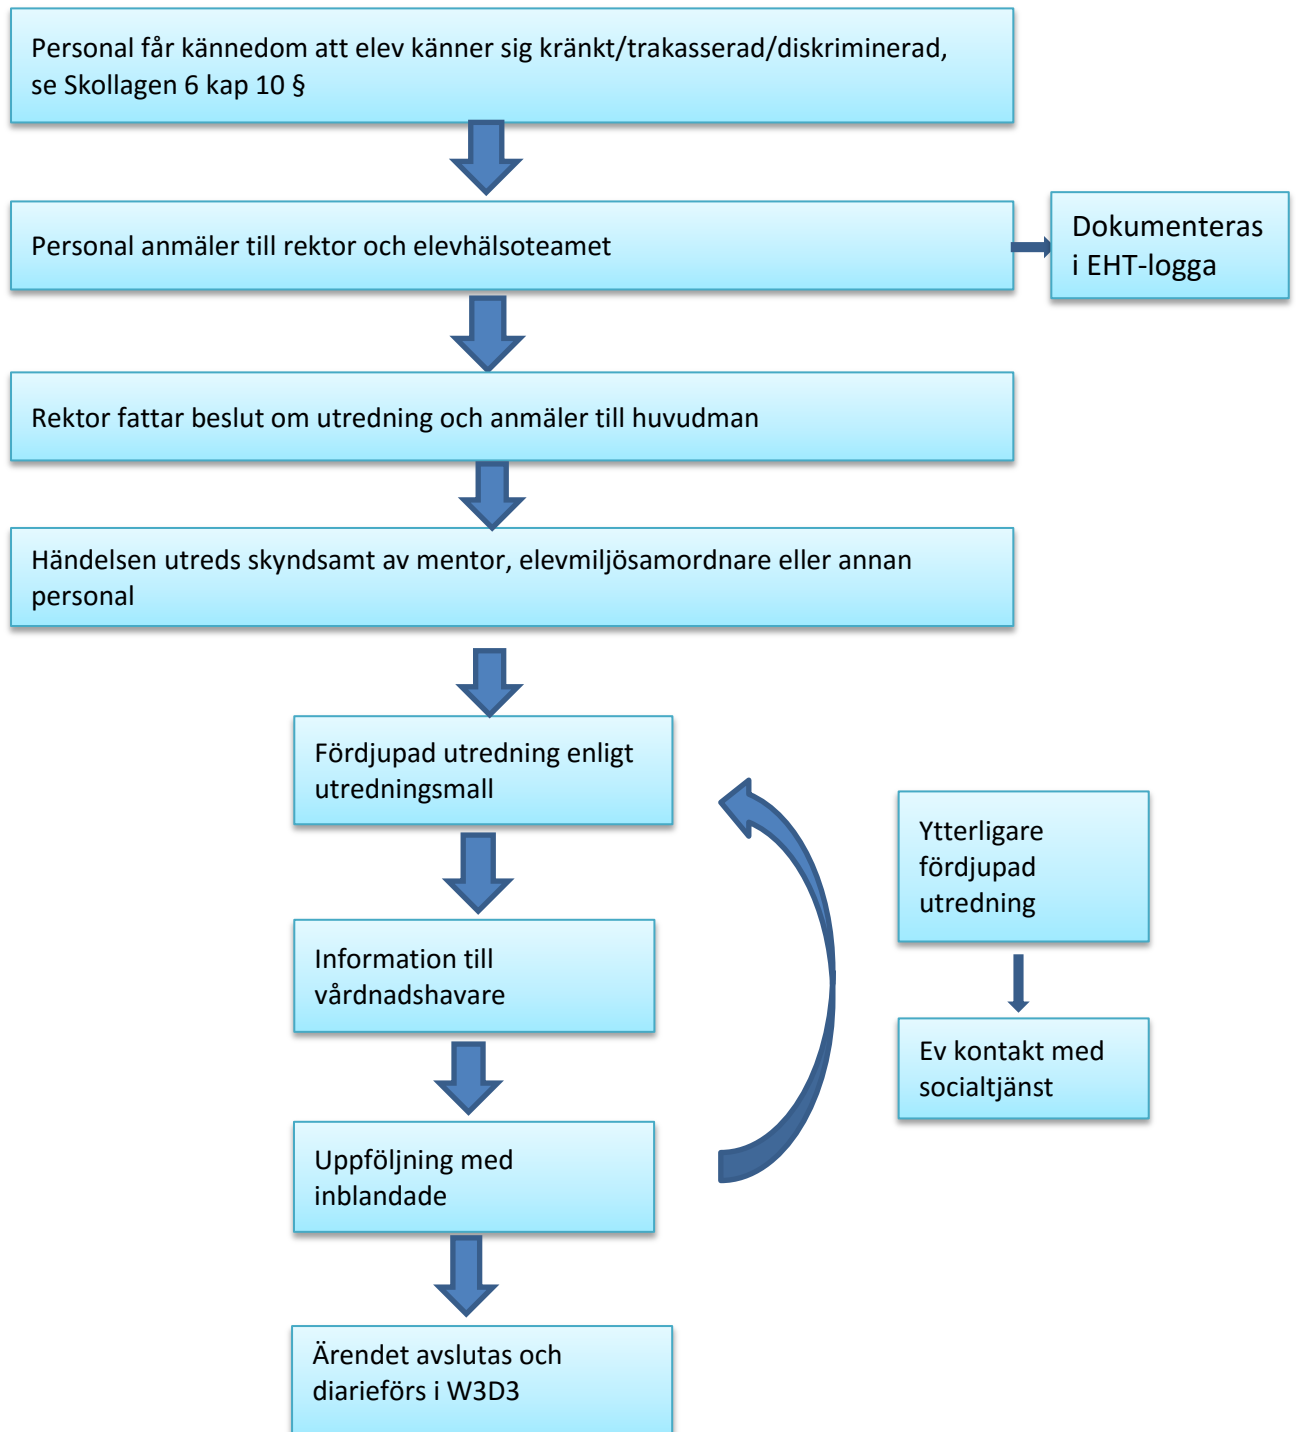 Personal får kännedom att elev känner sig kränkt/trakasserad/diskriminerad,
se Skollagen 6 kap 10 §
Personal anmäler till rektor och elevhälsoteamet
Dokumenteras
i EHT-logga
Rektor fattar beslut om utredning och anmäler till huvudman
Händelsen utreds skyndsamt av mentor, elevmiljösamordnare eller annan
personal
Fördjupad utredning enligt
utredningsmall
Ytterligare
fördjupad
utredning
Information till
vårdnadshavare
Ev kontakt med
socialtjänst
Uppföljning med
inblandade
Ärendet avslutas och
diarieförs i W3D3